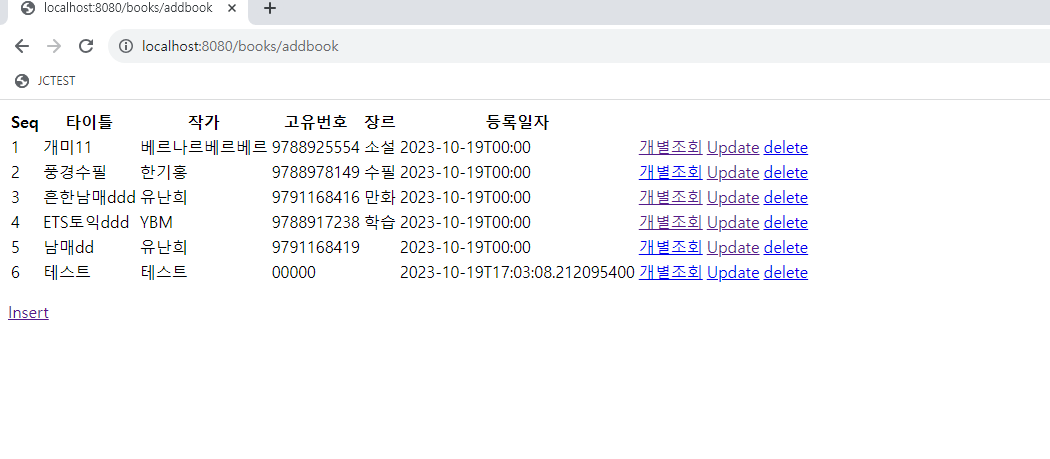 localhost:8080/books/addbook
localhost:8080/books/addbook
JCTEST
Seq 타이틀 작가 고유번호 장르 등록일자
1 개미11 베르나르베르베르 9788925554 소설 2023-10-19T00:00 개별조회 Update delete
2 풍경수필 한기홍 9788978149 수필 2023-10-19T00:00 개별조회 Update delete
3 흔한남매ddd 유난희 9791168416 만화 2023-10-19T00:00 개별조회 Update delete
4 ETS토익ddd YBM 9788917238 학습 2023-10-19T00:00 개별조회 Update delete
5 남매dd 유난희 9791168419 2023-10-19T00:00 개별조회 Update delete
6 테스트 테스트 00000 2023-10-19T17:03:08.212095400 개별조회 Update delete
Insert